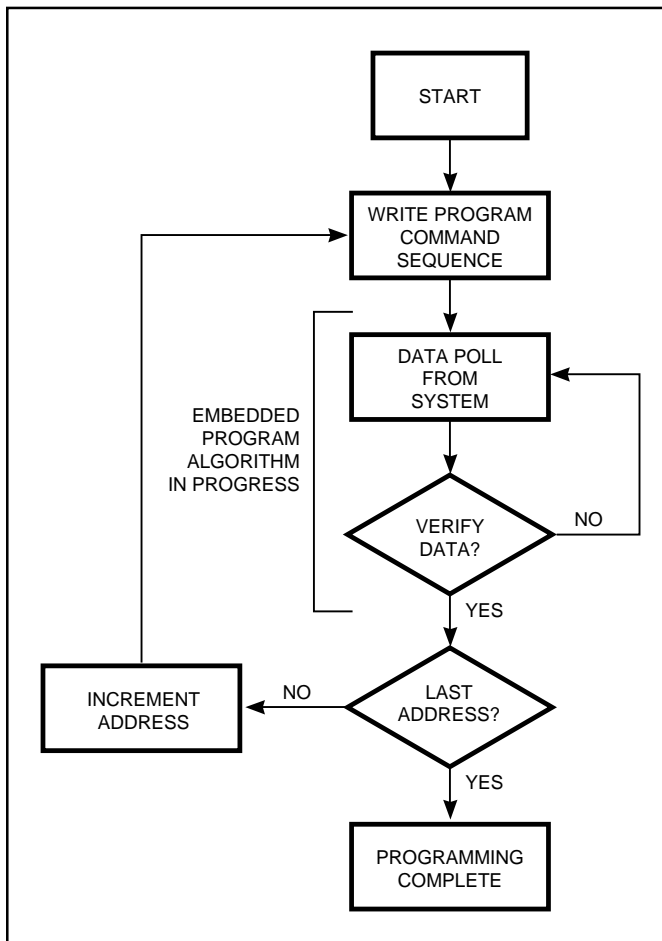 START
WRITE PROGRAM
COMMAND
SEQUENCE
DATA POLL
FROM
SYSTEM
EMBEDDED
PROGRAM
ALGORITHM
IN PROGRESS
VERIFY
DATA?
NO
YES
INCREMENT
ADDRESS
NO
LAST
ADDRESS?
YES
PROGRAMMING
COMPLETE